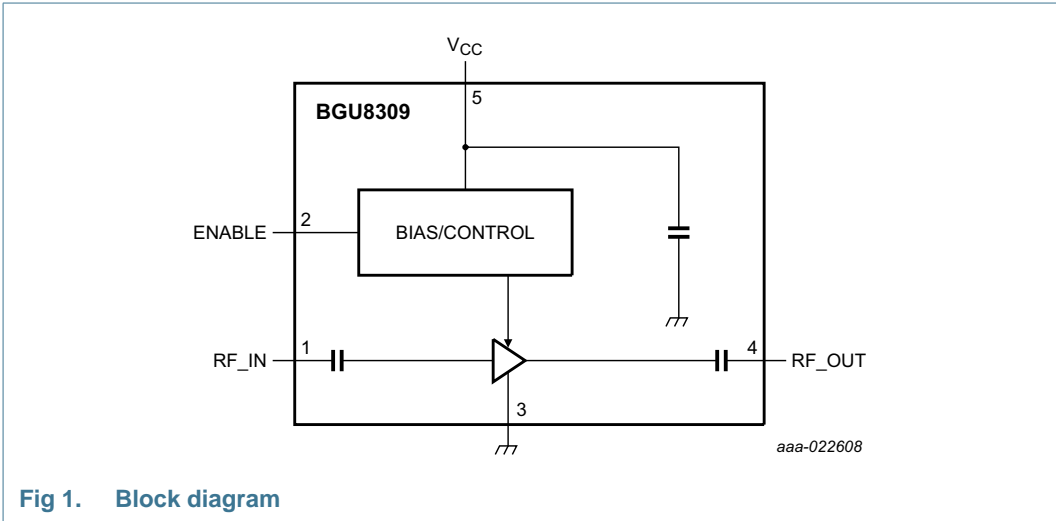 V_CC
5
BGU8309
2
ENABLE
BIAS/CONTROL
1
RF_IN
4
RF_OUT
3
aaa-022608
Fig 1. Block diagram